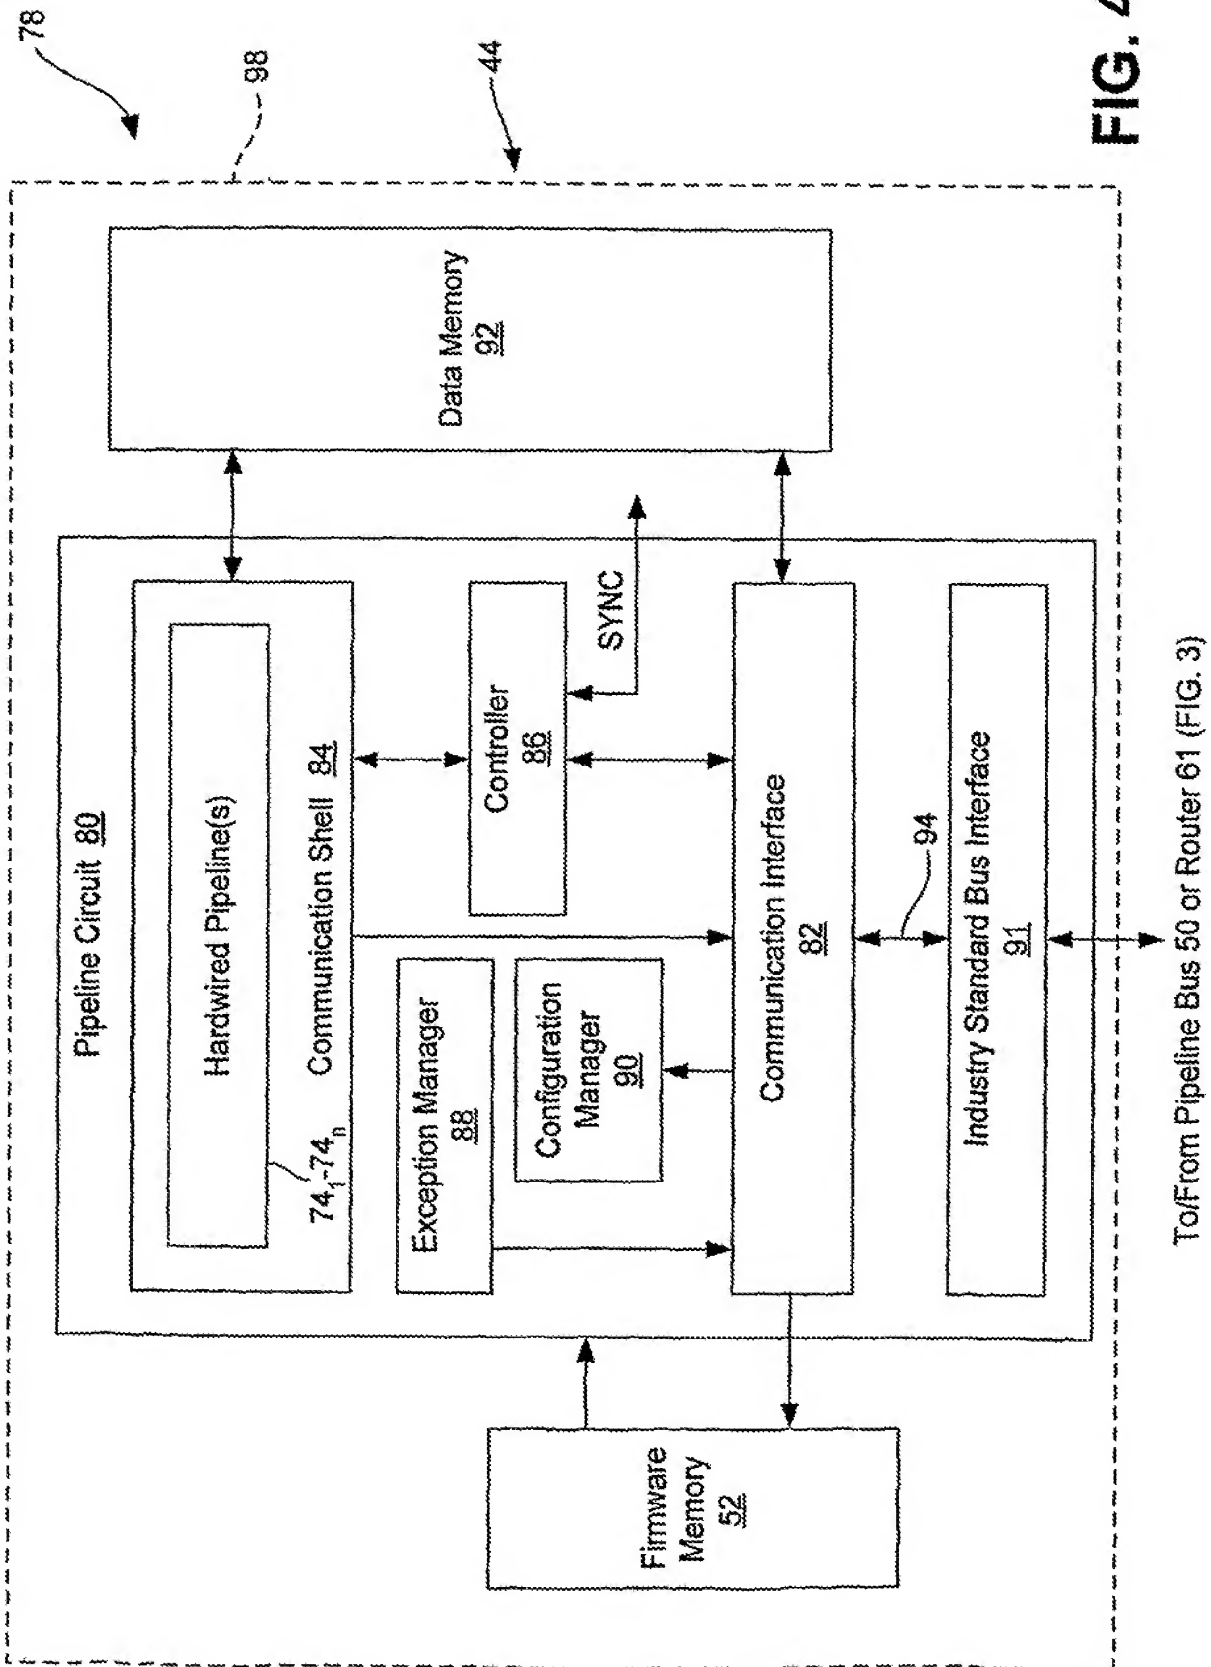 78
98
44
Pipeline Circuit 80
Hardwired Pipeline(s)
74₁-74ₙ
Communication Shell 84
Controller
86
SYNC
Exception Manager
88
Configuration
Manager
90
Communication Interface
82
94
Industry Standard Bus Interface
91
Data Memory
92
Firmware
Memory
52
To/From Pipeline Bus 50 or Router 61 (FIG. 3)
FIG. 4